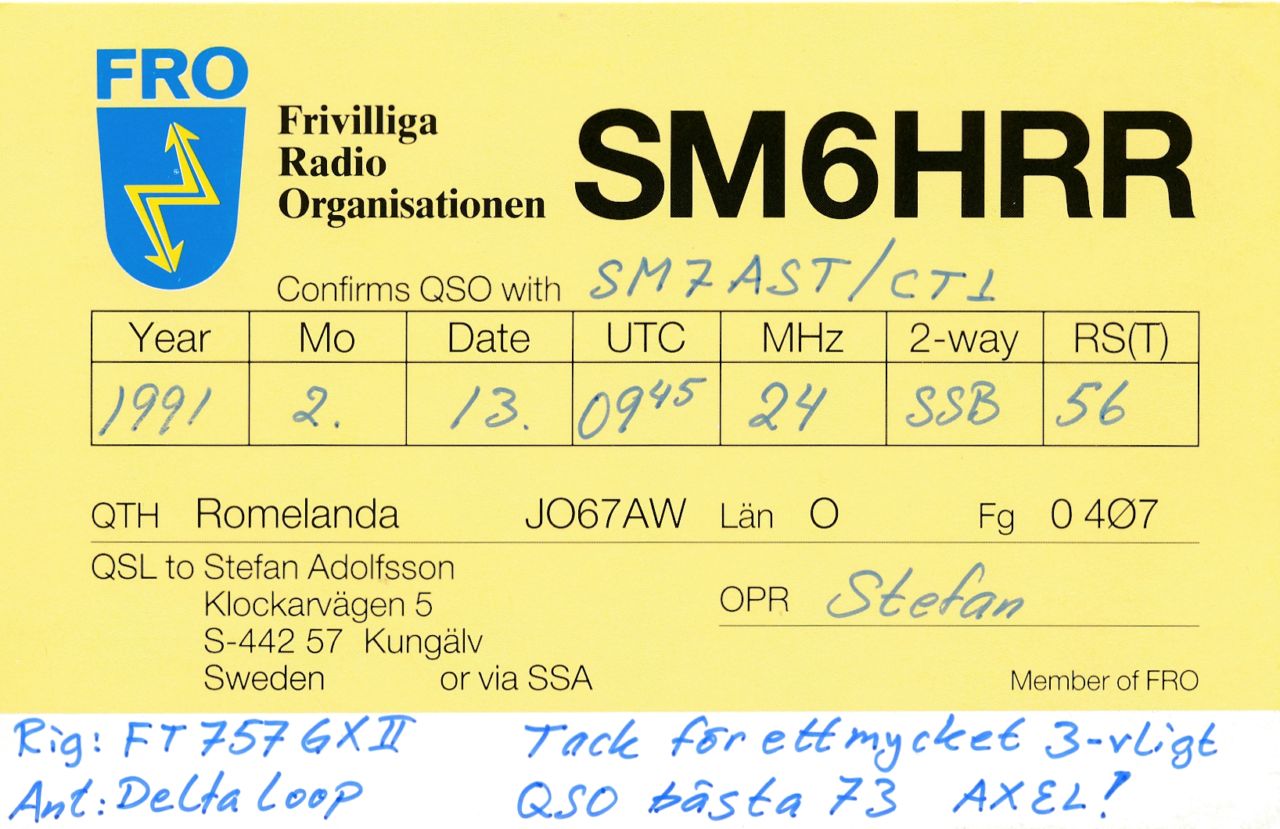 FRO
Frivilliga
Radio
Organisationen
SM6HRR
Confirms QSO with SM7AST/CT1
Year Mo Date UTC MHz 2-way RS(T)
1991 2. 13. 0945 24 SSB 56
QTH Romelanda JO67AW Län O Fg 0 4Ø7
QSL to Stefan Adolfsson
Klockarvägen 5
S-442 57 Kungälv
Sweden or via SSA
OPR Stefan
Member of FRO
Rig: FT757GXII
Ant: Delta loop
Tack för ett mycket 3-vligt
QSO bästa 73 AXEL!